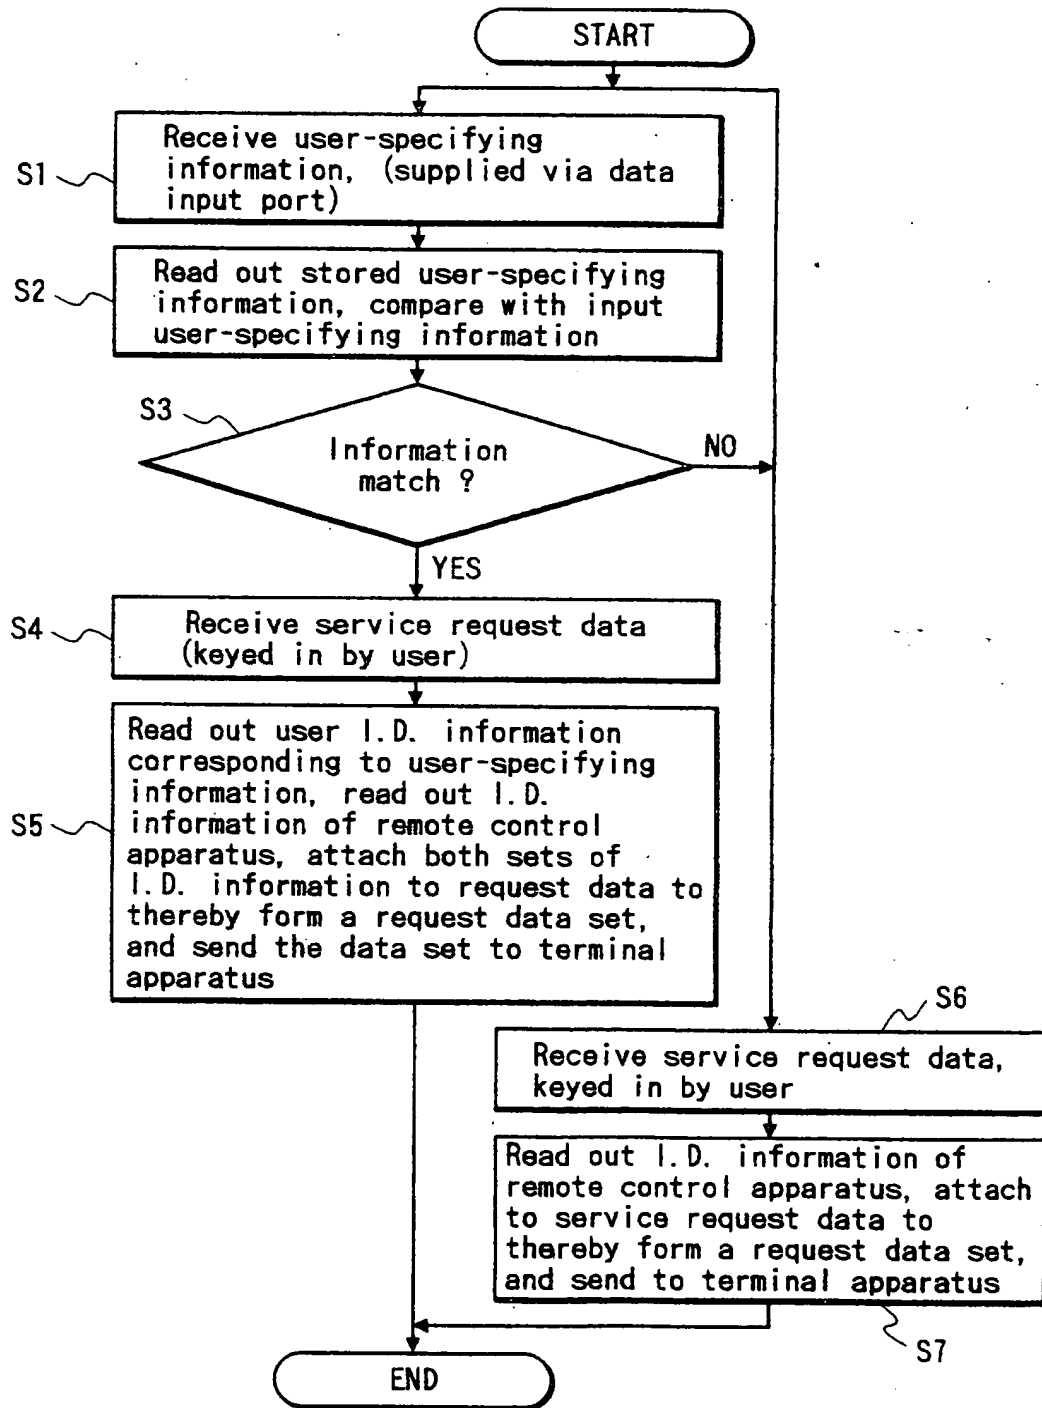 START
Receive user-specifying
information, (supplied via data
input port)
S1
Read out stored user-specifying
information, compare with input
user-specifying information
S2
S3
Information
match ?
NO
YES
S4
Receive service request data
(keyed in by user)
Read out user I.D. information
corresponding to user-specifying
information, read out I.D.
information of remote control
apparatus, attach both sets of
I.D. information to request data to
thereby form a request data set,
and send the data set to terminal
apparatus
S5
S6
Receive service request data,
keyed in by user
Read out I.D. information of
remote control apparatus, attach
to service request data to
thereby form a request data set,
and send to terminal apparatus
S7
END